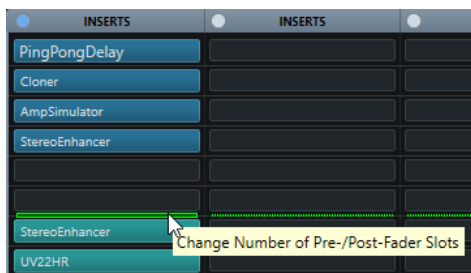 INSERTS INSERTS
PingPongDelay
Cloner
AmpSimulator
StereoEnhancer
StereoEnhancer
Change Number of Pre-/Post-Fader Slots
UV22HR